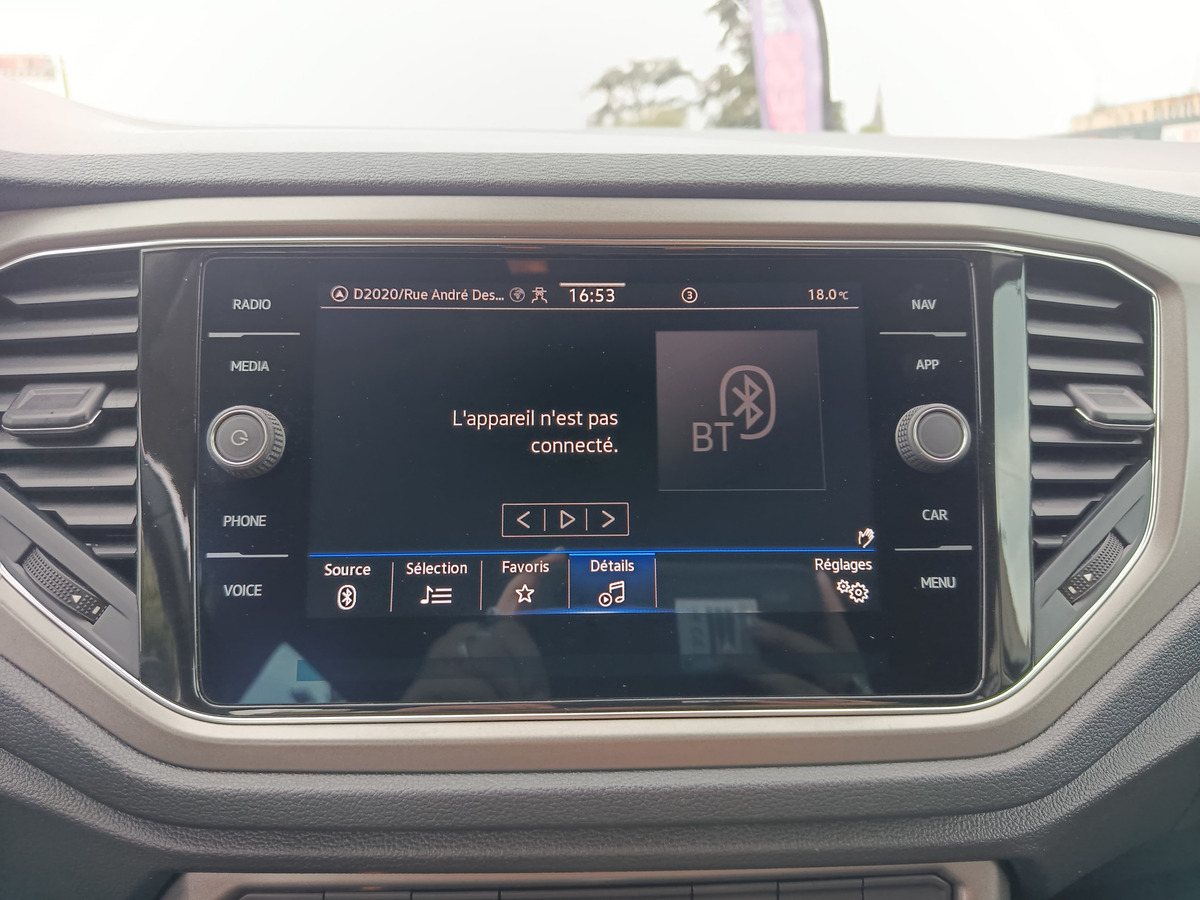 D2020/Rue André Des...
16:53
3
18.0°C
RADIO
MEDIA
PHONE
VOICE
NAV
APP
CAR
MENU
L'appareil n'est pas
connecté.
BT
Source
Sélection
Favoris
Détails
Réglages